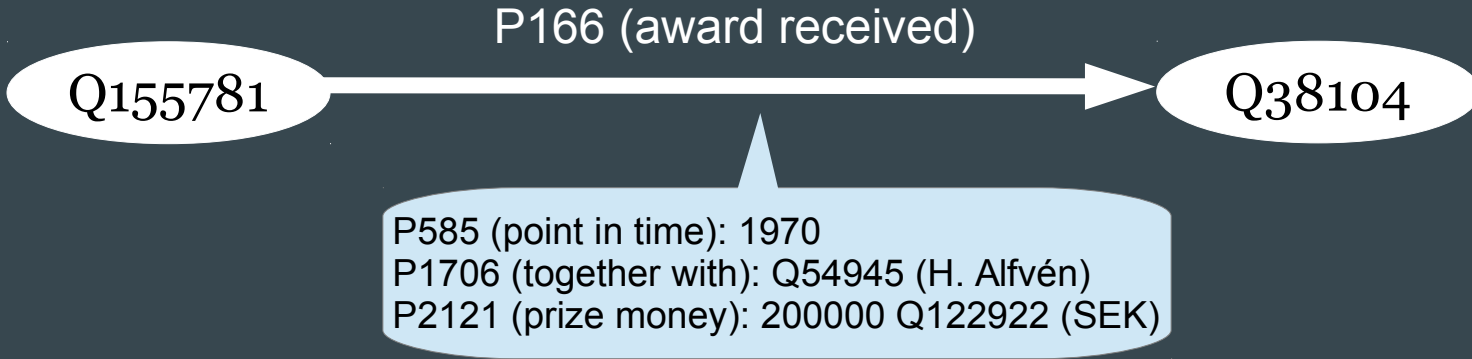 P166 (award received)
Q155781
Q38104
P585 (point in time): 1970
P1706 (together with): Q54945 (H. Alfvén)
P2121 (prize money): 200000 Q122922 (SEK)